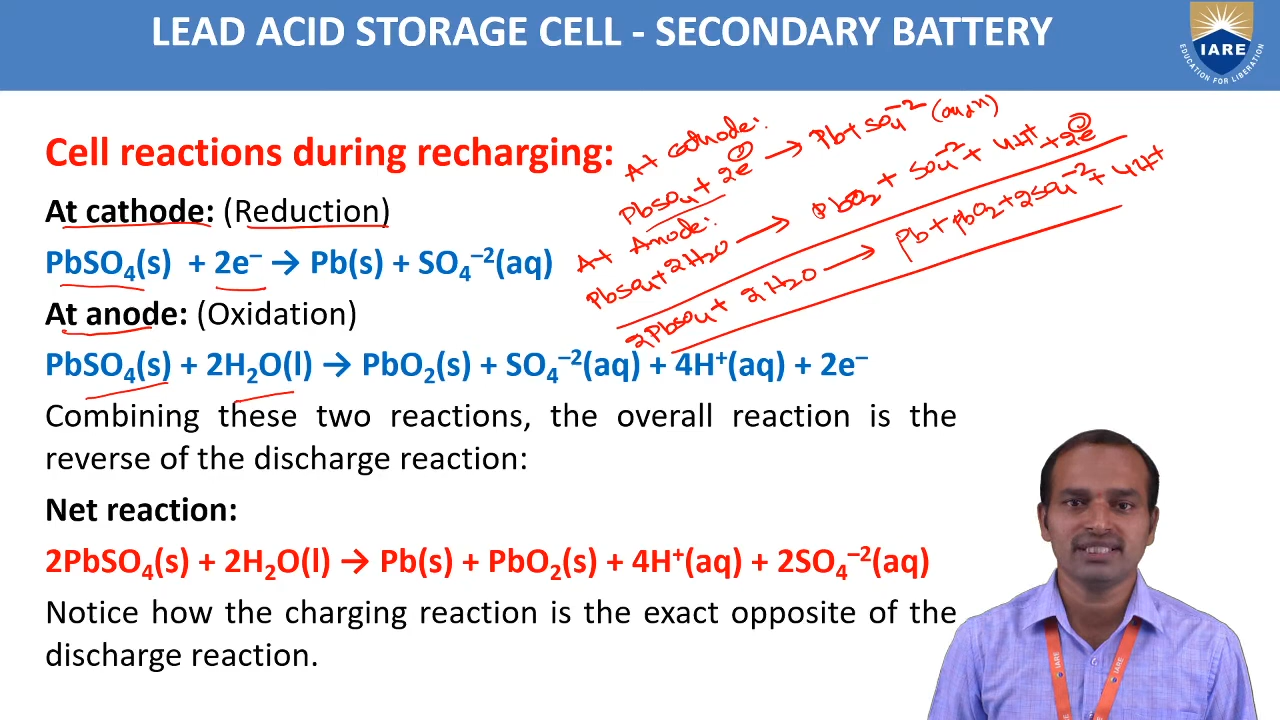 LEAD ACID STORAGE CELL - SECONDARY BATTERY
IARE
EDUCATION FOR LIBERATION
Cell reactions during recharging:
At cathode: (Reduction)
PbSO₄(s) + 2e⁻ → Pb(s) + SO₄⁻²(aq)
At anode: (Oxidation)
PbSO₄(s) + 2H₂O(l) → PbO₂(s) + SO₄⁻²(aq) + 4H⁺(aq) + 2e⁻
Combining these two reactions, the overall reaction is the
reverse of the discharge reaction:
Net reaction:
2PbSO₄(s) + 2H₂O(l) → Pb(s) + PbO₂(s) + 4H⁺(aq) + 2SO₄⁻²(aq)
Notice how the charging reaction is the exact opposite of the
discharge reaction.
At cathode:
PbSO₄ + 2e⁻ → Pb + SO₄⁻²
At Anode:
PbSO₄ + 2H₂O → PbO₂ + SO₄⁻² + 4H⁺ + 2e⁻
2PbSO₄ + 2H₂O → Pb + PbO₂ + 2SO₄⁻² + 4H⁺
IARE
IARE